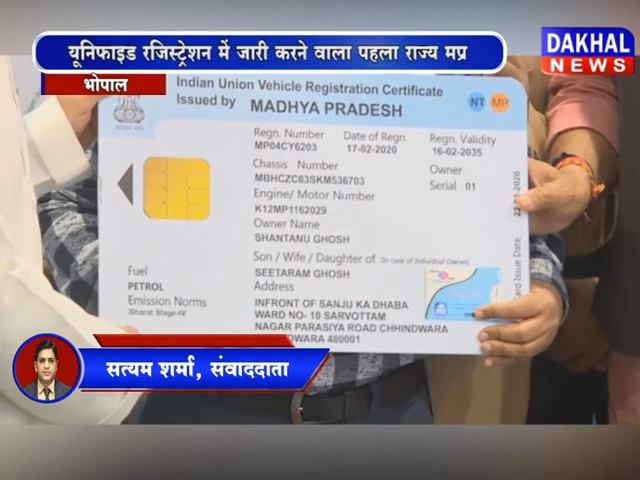 यूनिफाइड रजिस्ट्रेशन में जारी करने वाला पहला राज्य मप्र
भोपाल
DAKHAL
NEWS
Indian Union Vehicle Registration Certificate
Issued by MADHYA PRADESH
NT MP
Regn. Number Date of Regn. Regn. Validity
MP04CY6203 17-02-2020 16-02-2035
Chassis Number Owner
MBHCZC63SKM536703 Serial 01
Engine/ Motor Number
K12MP1162029
Owner Name
SHANTANU GHOSH
Son / Wife / Daughter of (In case of Individual Owner)
Fuel SEETARAM GHOSH
PETROL Address
Emission Norms INFRONT OF SANJU KA DHABA
Bharat Stage-IV WARD NO- 10 SARVOTTAM
NAGAR PARASIYA ROAD CHHINDWARA
DWARA 480001
ard Issue Date
सत्यम शर्मा, संवाददाता